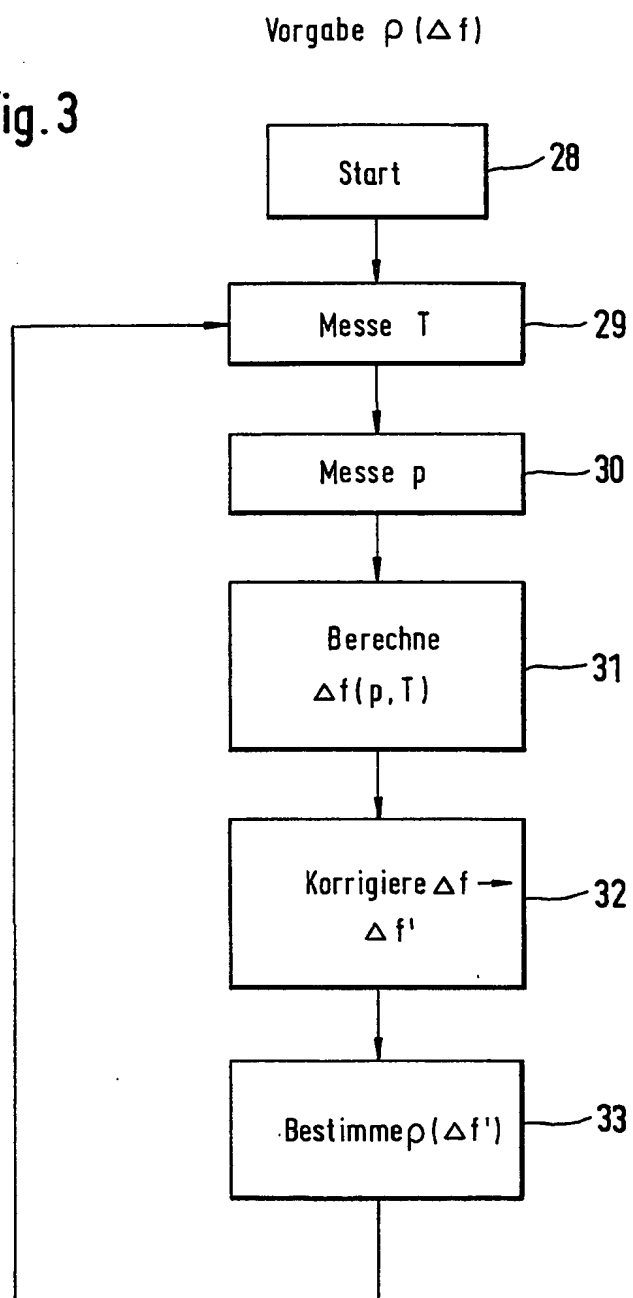 Vorgabe ρ(Δf)
ig.3
Start
28
Messe T
29
Messe p
30
Berechne
Δf(p,T)
31
Korrigiere Δf →
Δf'
32
Bestimme ρ(Δf')
33